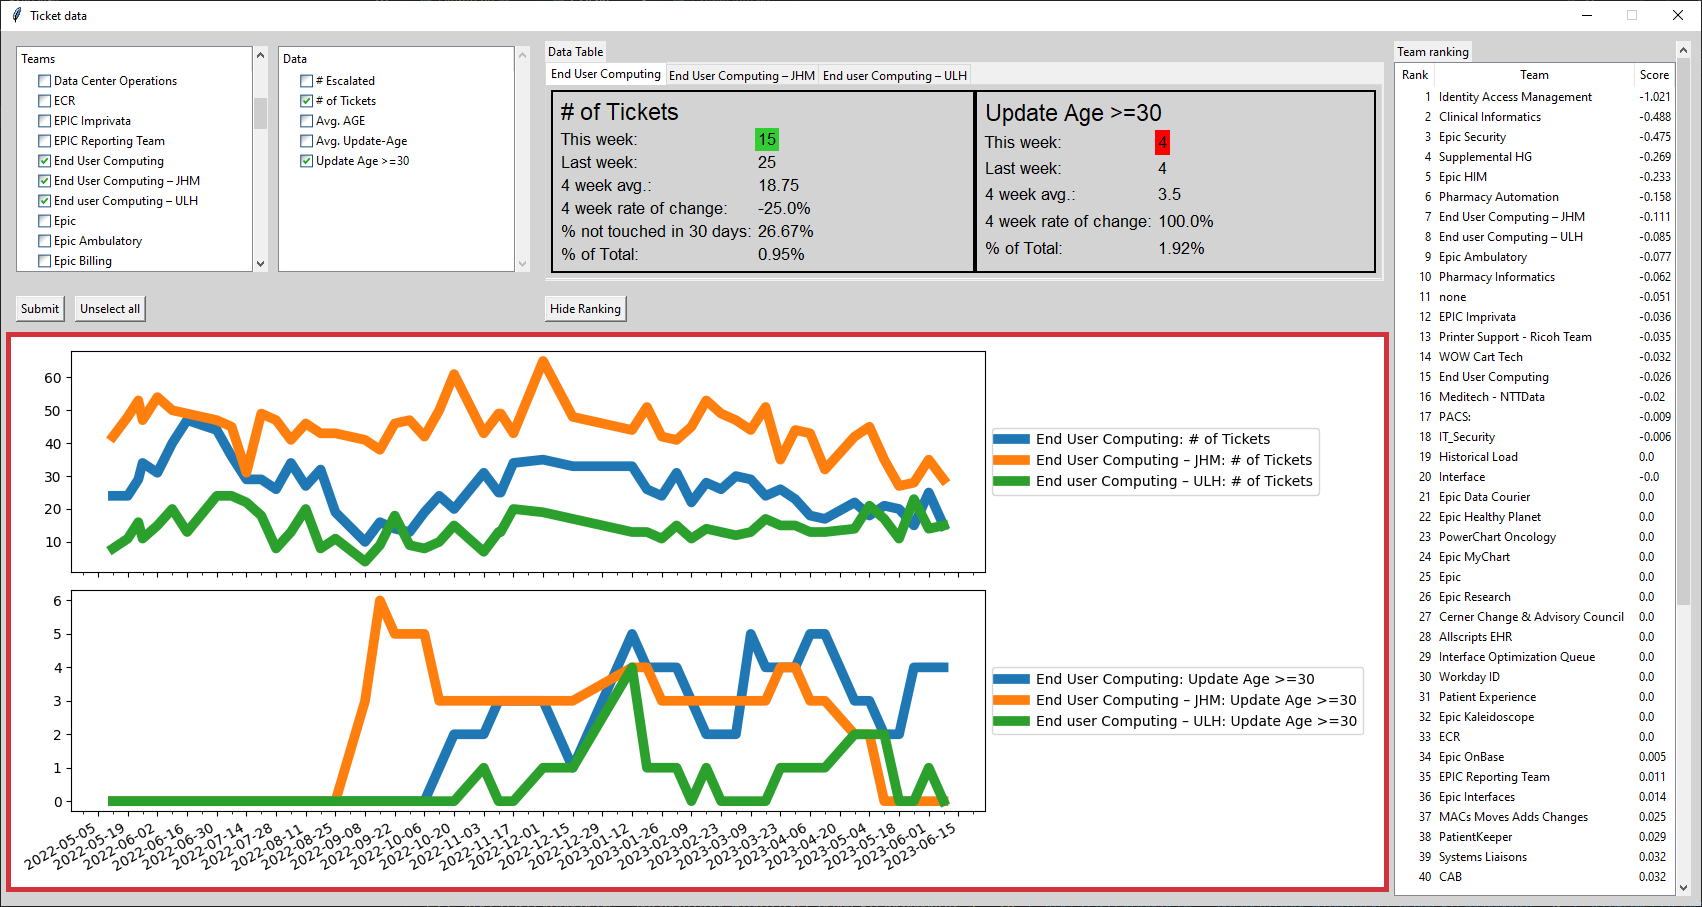 Ticket data
Teams
Data Center Operations
ECR
EPIC Imprivata
EPIC Reporting Team
End User Computing
End User Computing – JHM
End user Computing – ULH
Epic
Epic Ambulatory
Epic Billing
Data
# Escalated
# of Tickets
Avg. AGE
Avg. Update-Age
Update Age >=30
Data Table
End User Computing End User Computing – JHM End user Computing – ULH
# of Tickets
This week: 15
Last week: 25
4 week avg.: 18.75
4 week rate of change: -25.0%
% not touched in 30 days: 26.67%
% of Total: 0.95%
Update Age >=30
This week: 4
Last week: 4
4 week avg.: 3.5
4 week rate of change: 100.0%
% of Total: 1.92%
Submit
Unselect all
Hide Ranking
60
50
40
30
20
10
End User Computing: # of Tickets
End User Computing – JHM: # of Tickets
End user Computing – ULH: # of Tickets
6
5
4
3
2
1
0
End User Computing: Update Age >=30
End User Computing – JHM: Update Age >=30
End user Computing – ULH: Update Age >=30
2022-05-05
2022-05-19
2022-06-02
2022-06-16
2022-06-30
2022-07-14
2022-07-28
2022-08-11
2022-08-25
2022-09-08
2022-09-22
2022-10-06
2022-10-20
2022-11-03
2022-11-17
2022-12-01
2022-12-15
2022-12-29
2023-01-12
2023-01-26
2023-02-09
2023-02-23
2023-03-09
2023-03-23
2023-04-06
2023-04-20
2023-05-04
2023-05-18
2023-06-01
2023-06-15
Team ranking
Rank Team Score
1 Identity Access Management -1.021
2 Clinical Informatics -0.488
3 Epic Security -0.475
4 Supplemental HG -0.269
5 Epic HIM -0.233
6 Pharmacy Automation -0.158
7 End User Computing – JHM -0.111
8 End user Computing – ULH -0.085
9 Epic Ambulatory -0.077
10 Pharmacy Informatics -0.062
11 none -0.051
12 EPIC Imprivata -0.036
13 Printer Support - Ricoh Team -0.035
14 WOW Cart Tech -0.032
15 End User Computing -0.026
16 Meditech - NTTData -0.02
17 PACS: -0.009
18 IT_Security -0.006
19 Historical Load 0.0
20 Interface -0.0
21 Epic Data Courier 0.0
22 Epic Healthy Planet 0.0
23 PowerChart Oncology 0.0
24 Epic MyChart 0.0
25 Epic 0.0
26 Epic Research 0.0
27 Cerner Change & Advisory Council 0.0
28 Allscripts EHR 0.0
29 Interface Optimization Queue 0.0
30 Workday ID 0.0
31 Patient Experience 0.0
32 Epic Kaleidoscope 0.0
33 ECR 0.0
34 Epic OnBase 0.005
35 EPIC Reporting Team 0.011
36 Epic Interfaces 0.014
37 MACs Moves Adds Changes 0.025
38 PatientKeeper 0.029
39 Systems Liaisons 0.032
40 CAB 0.032